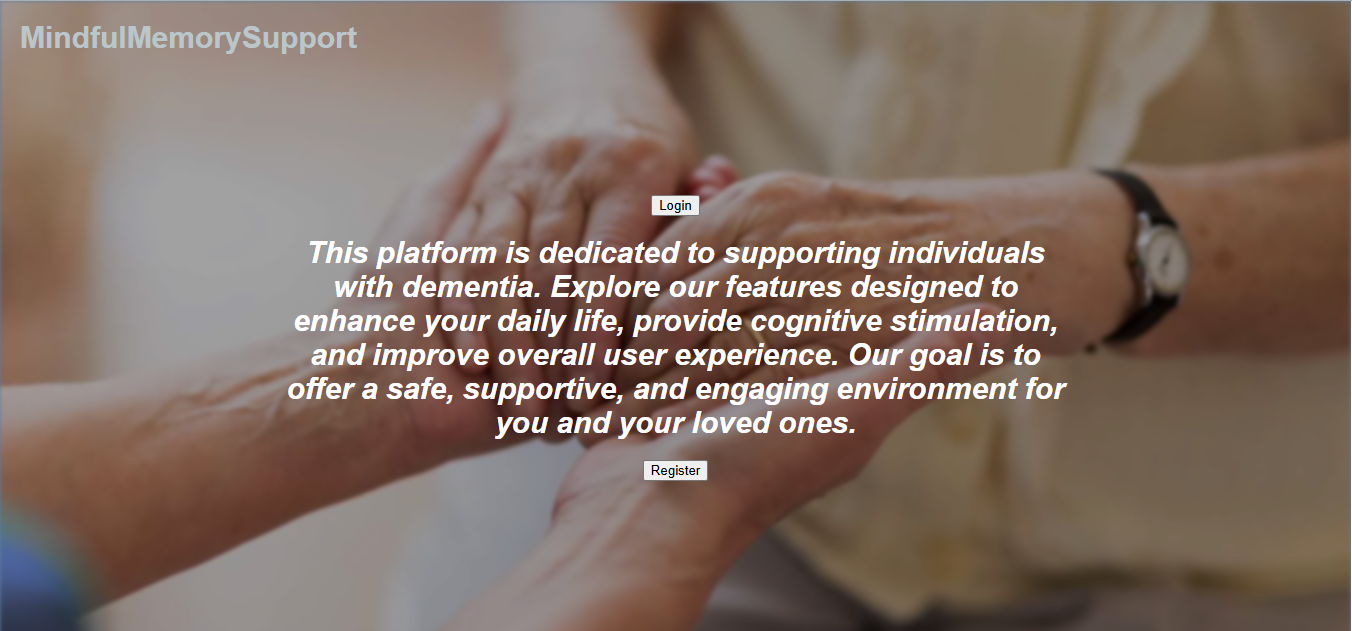 MindfulMemorySupport
Login
This platform is dedicated to supporting individuals
with dementia. Explore our features designed to
enhance your daily life, provide cognitive stimulation,
and improve overall user experience. Our goal is to
offer a safe, supportive, and engaging environment for
you and your loved ones.
Register